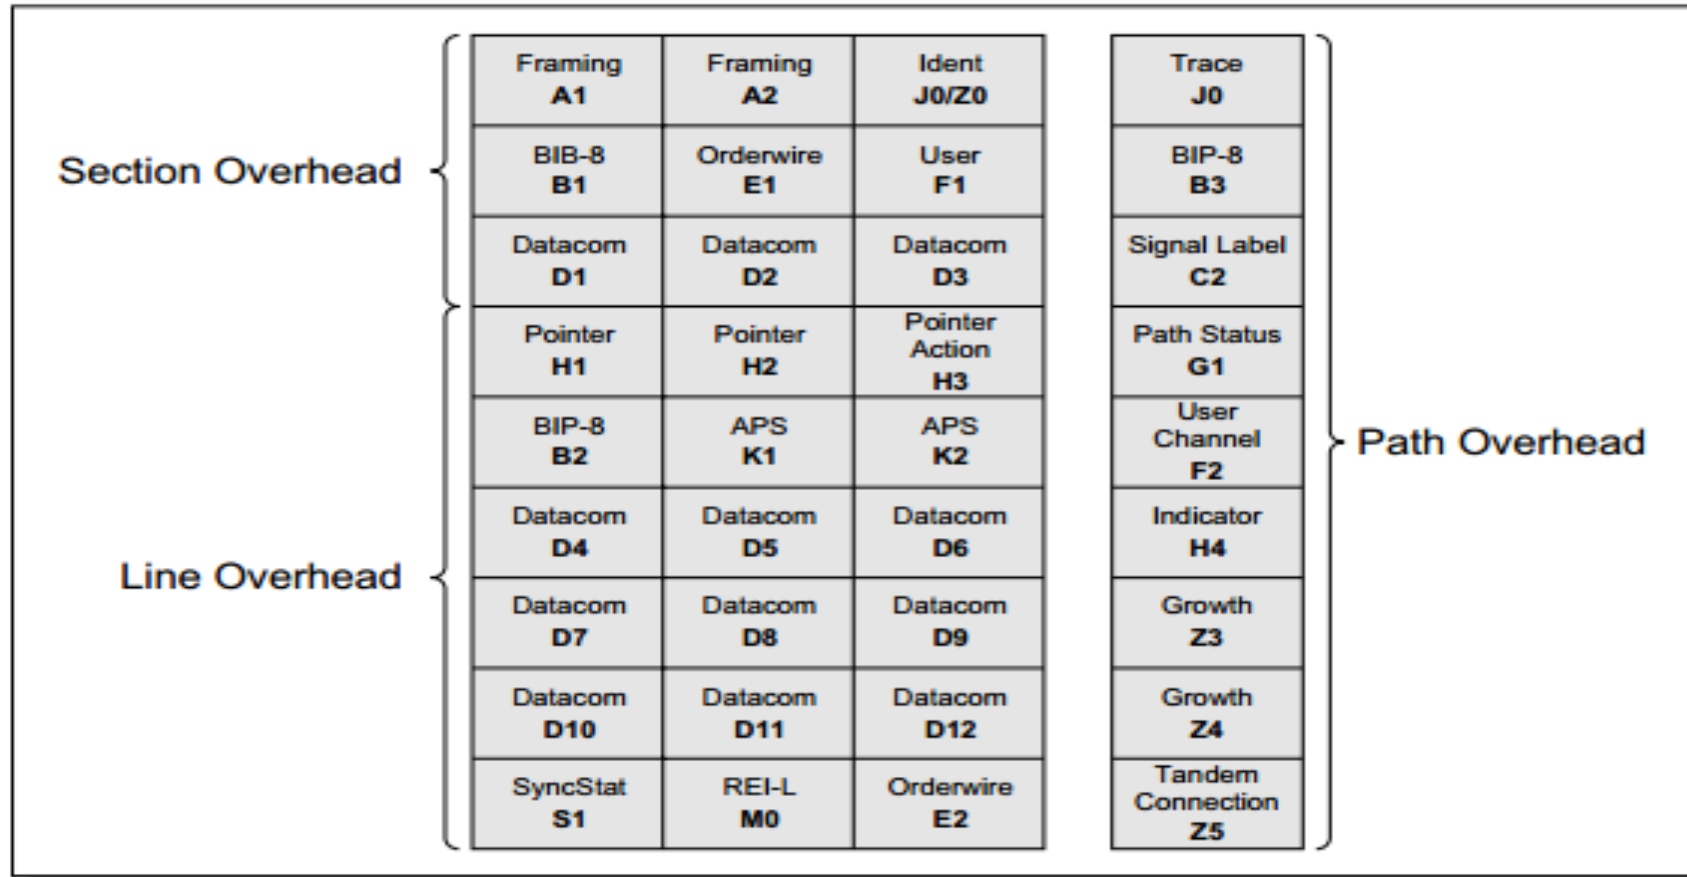 Section Overhead
Line Overhead
Framing
A1
Framing
A2
Ident
J0/Z0
BIB-8
B1
Orderwire
E1
User
F1
Datacom
D1
Datacom
D2
Datacom
D3
Pointer
H1
Pointer
H2
Pointer
Action
H3
BIP-8
B2
APS
K1
APS
K2
Datacom
D4
Datacom
D5
Datacom
D6
Datacom
D7
Datacom
D8
Datacom
D9
Datacom
D10
Datacom
D11
Datacom
D12
SyncStat
S1
REI-L
M0
Orderwire
E2
Trace
J0
BIP-8
B3
Signal Label
C2
Path Status
G1
User
Channel
F2
Indicator
H4
Growth
Z3
Growth
Z4
Tandem
Connection
Z5
Path Overhead